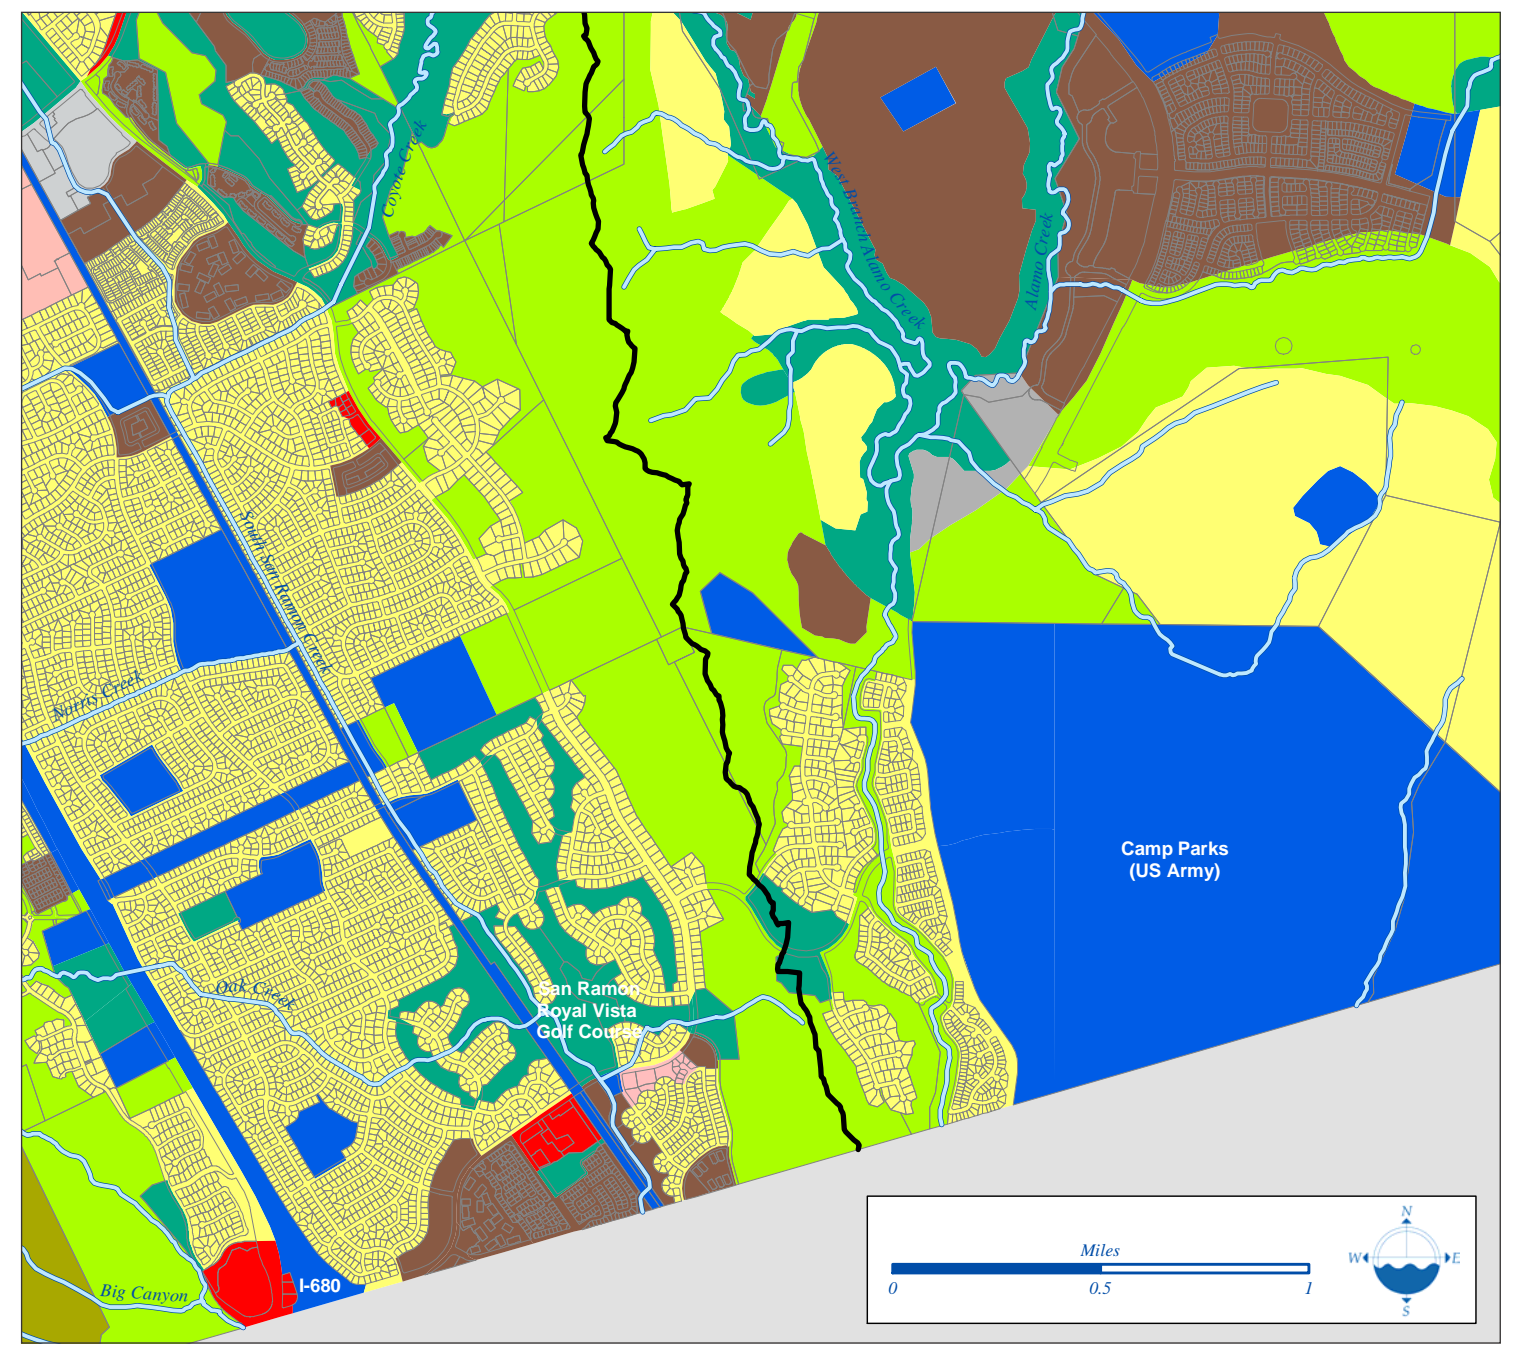 Coyote Creek
West Branch Alamo Creek
Alamo Creek
South San Ramon Creek
Norris Creek
Camp Parks
(US Army)
Oak Creek
San Ramon
Royal Vista
Golf Course
Big Canyon
I-680
Miles
0 0.5 1
N
W E
S